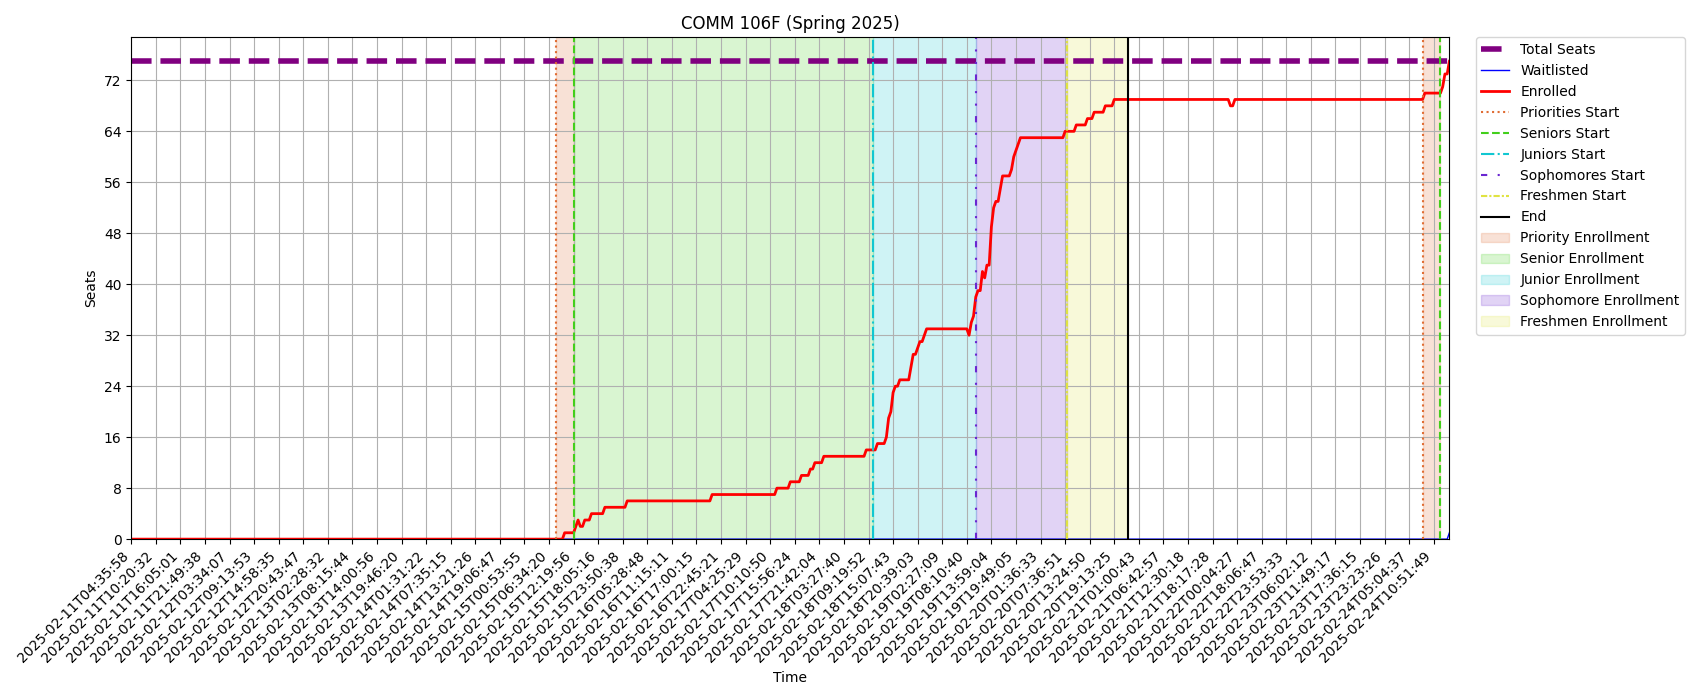 COMM 106F (Spring 2025)
Seats
72
64
56
48
40
32
24
16
8
0
2025-02-11T04:35:58
2025-02-11T10:20:32
2025-02-11T16:05:01
2025-02-11T21:49:38
2025-02-12T03:34:07
2025-02-12T09:13:53
2025-02-12T14:58:35
2025-02-12T20:43:47
2025-02-13T02:28:32
2025-02-13T08:15:44
2025-02-13T14:00:56
2025-02-13T19:46:20
2025-02-14T01:31:22
2025-02-14T07:35:15
2025-02-14T13:21:26
2025-02-14T19:06:47
2025-02-15T00:53:55
2025-02-15T06:34:20
2025-02-15T12:19:56
2025-02-15T18:05:16
2025-02-15T23:50:38
2025-02-16T05:28:48
2025-02-16T11:15:11
2025-02-16T17:00:15
2025-02-16T22:45:21
2025-02-17T04:25:29
2025-02-17T10:10:50
2025-02-17T15:56:24
2025-02-17T21:42:04
2025-02-18T03:27:40
2025-02-18T09:19:52
2025-02-18T15:07:43
2025-02-18T20:39:03
2025-02-19T02:27:09
2025-02-19T08:10:40
2025-02-19T13:59:04
2025-02-19T19:49:05
2025-02-20T01:36:33
2025-02-20T07:36:51
2025-02-20T13:24:50
2025-02-20T19:13:25
2025-02-21T01:00:43
2025-02-21T06:42:57
2025-02-21T12:30:18
2025-02-21T18:17:28
2025-02-22T00:04:27
2025-02-22T18:06:47
2025-02-22T23:53:33
2025-02-23T06:02:12
2025-02-23T11:49:17
2025-02-23T17:36:15
2025-02-23T23:23:26
2025-02-24T05:04:37
2025-02-24T10:51:49
Time
Total Seats
Waitlisted
Enrolled
Priorities Start
Seniors Start
Juniors Start
Sophomores Start
Freshmen Start
End
Priority Enrollment
Senior Enrollment
Junior Enrollment
Sophomore Enrollment
Freshmen Enrollment